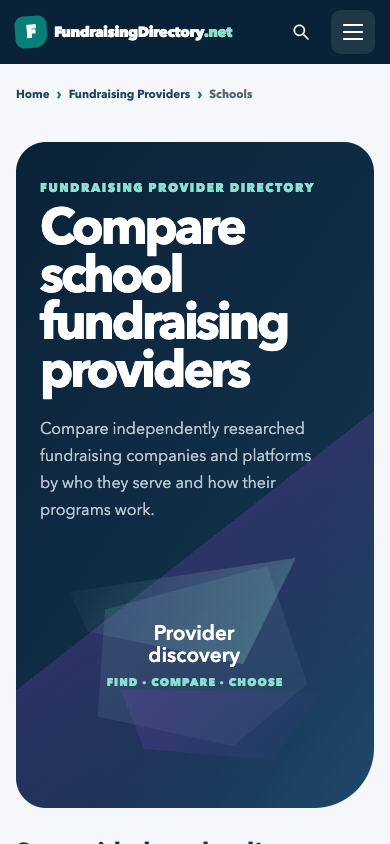 F FundraisingDirectory.net
Home › Fundraising Providers › Schools
FUNDRAISING PROVIDER DIRECTORY
Compare
school
fundraising
providers
Compare independently researched
fundraising companies and platforms
by who they serve and how their
programs work.
Provider
discovery
FIND • COMPARE • CHOOSE